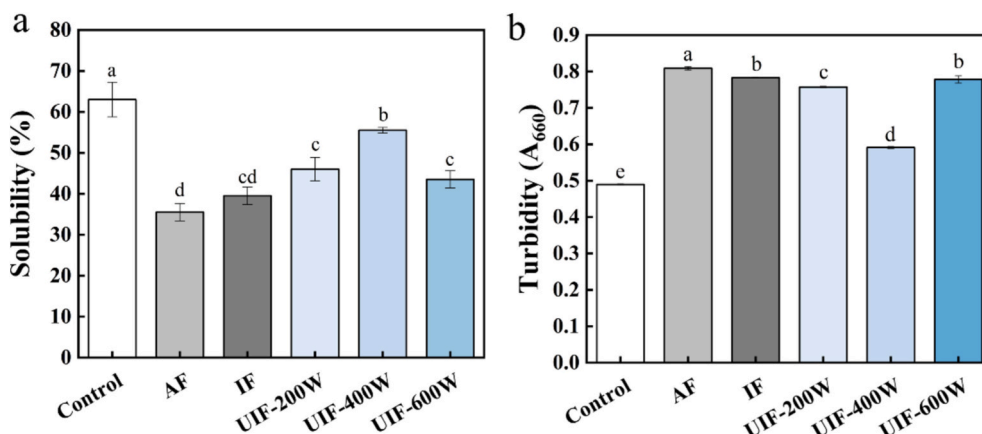 a
Solubility (%)
80
70
60
50
40
30
20
10
0
a
d
cd
c
b
c
Control
AF
IF
UIF-200W
UIF-400W
UIF-600W
b
Turbidity (A660)
0.9
0.8
0.7
0.6
0.5
0.4
0.3
0.2
0.1
0.0
e
a
b
c
d
b
Control
AF
IF
UIF-200W
UIF-400W
UIF-600W